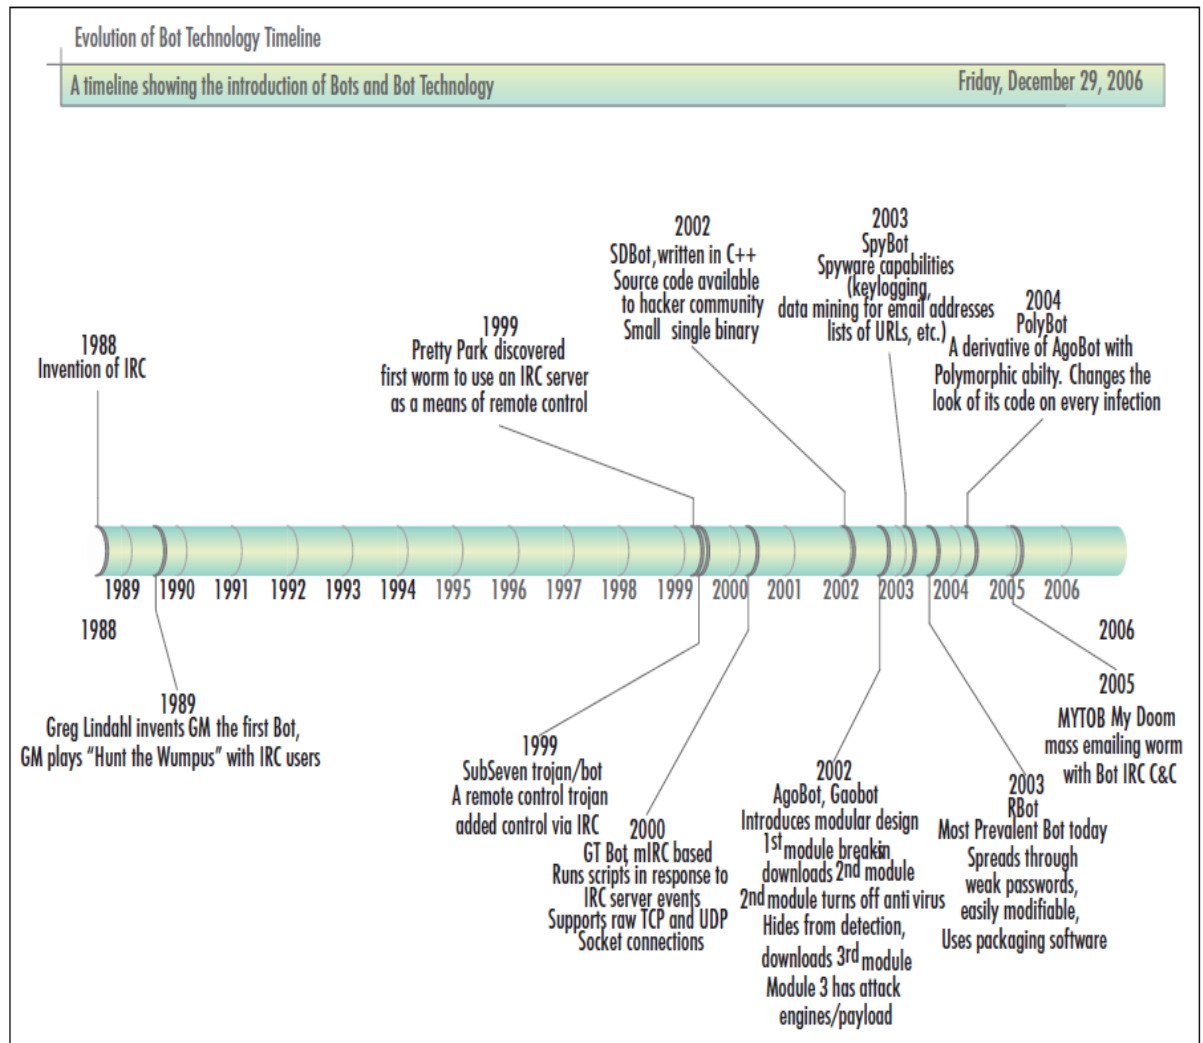 Evolution of Bot Technology Timeline
A timeline showing the introduction of Bots and Bot Technology
Friday, December 29, 2006
1988
Invention of IRC
1999
Pretty Park discovered
first worm to use an IRC server
as a means of remote control
2002
SDBot, written in C++
Source code available
to hacker community
Small single binary
2003
SpyBot
Spyware capabilities
(keylogging,
data mining for email addresses
lists of URLs, etc.)
2004
PolyBot
A derivative of AgoBot with
Polymorphic abilty. Changes the
look of its code on every infection
1989 1990 1991 1992 1993 1994 1995 1996 1997 1998 1999 2000 2001 2002 2003 2004 2005 2006
1988
2006
1989
Greg Lindahl invents GM the first Bot,
GM plays “Hunt the Wumpus” with IRC users
1999
SubSeven trojan/bot
A remote control trojan
added control via IRC
2000
GT Bot, mIRC based
Runs scripts in response to
IRC server events
Supports raw TCP and UDP
Socket connections
2002
AgoBot, Gaobot
Introduces modular design
1st module breaks-in
downloads 2nd module
2nd module turns off anti virus
Hides from detection,
downloads 3rd module
Module 3 has attack
engines/payload
2003
RBot
Most Prevalent Bot today
Spreads through
weak passwords,
easily modifiable,
Uses packaging software
2005
MYTOB My Doom
mass emailing worm
with Bot IRC C&C